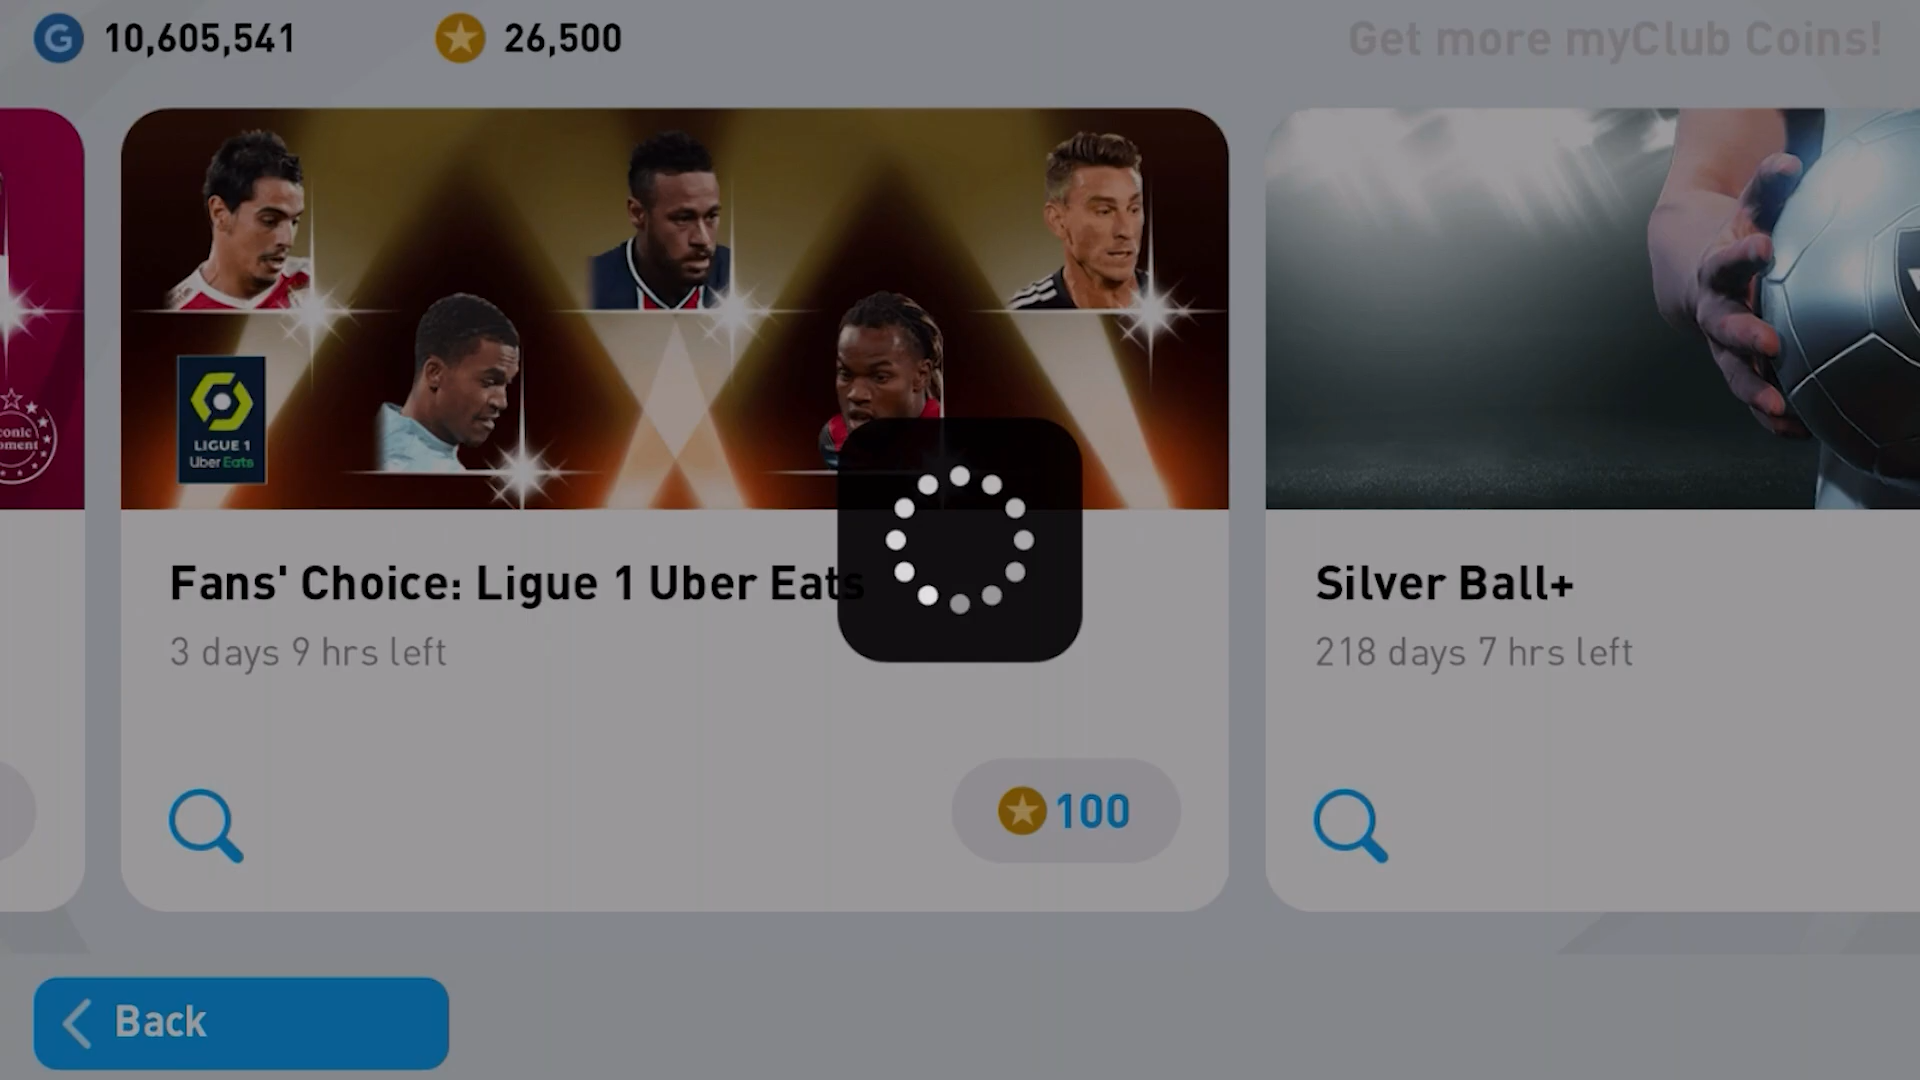 G 10,605,541
26,500
Get more myClub Coins!
LIGUE 1
Uber Eats
Fans' Choice: Ligue 1 Uber Eats
3 days 9 hrs left
100
Silver Ball+
218 days 7 hrs left
Back